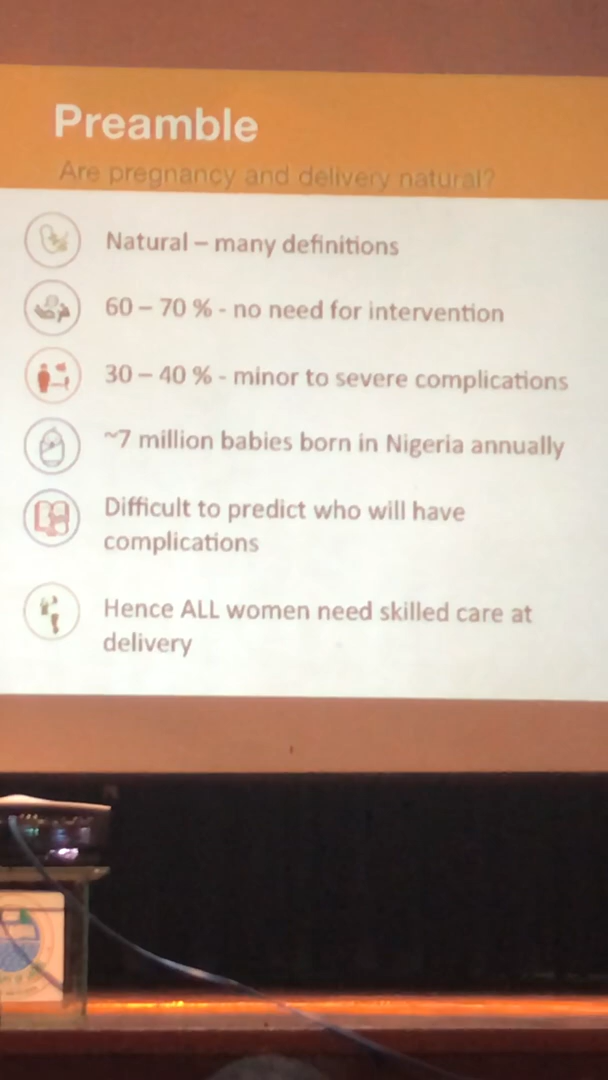 Preamble
Are pregnancy and delivery natural?
Natural – many definitions
60 – 70 % - no need for intervention
30 – 40 % - minor to severe complications
~7 million babies born in Nigeria annually
Difficult to predict who will have
complications
Hence ALL women need skilled care at
delivery